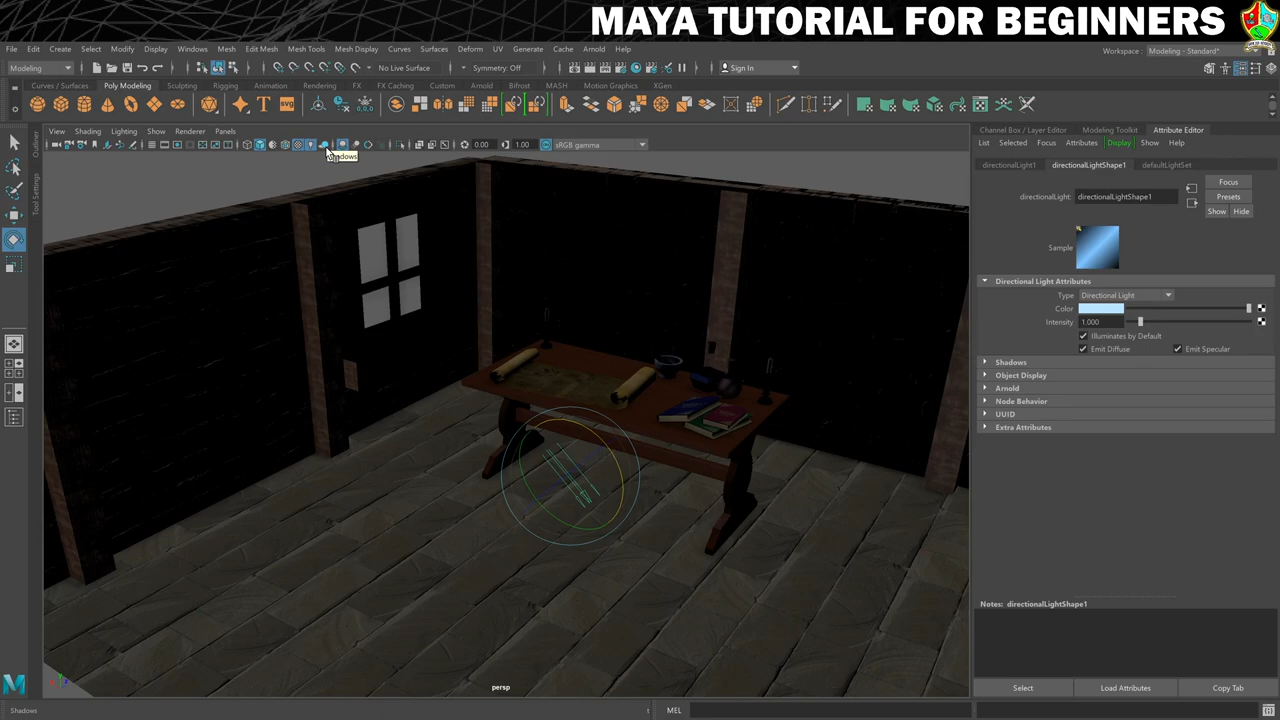 MAYA TUTORIAL FOR BEGINNERS
File Edit Create Select Modify Display Windows Mesh Edit Mesh Mesh Tools Mesh Display Curves Surfaces Deform UV Generate Cache Arnold Help
Workspace : Modeling - Standard*
Modeling No Live Surface Symmetry: Off Sign In
Curves / Surfaces Poly Modeling Sculpting Rigging Animation Rendering FX FX Caching Custom Arnold Bifrost MASH Motion Graphics XGen
View Shading Lighting Show Renderer Panels
0.00 1.00 sRGB gamma
Shadows
Outliner
Tool Settings
persp
Channel Box / Layer Editor Modeling Toolkit Attribute Editor
List Selected Focus Attributes Display Show Help
directionalLight1 directionalLightShape1 defaultLightSet
Focus
directionalLight: directionalLightShape1 Presets
Show Hide
Sample
Directional Light Attributes
Type Directional Light
Color
Intensity 1.000
Illuminates by Default
Emit Diffuse Emit Specular
Shadows
Object Display
Arnold
Node Behavior
UUID
Extra Attributes
Notes: directionalLightShape1
Select Load Attributes Copy Tab
Shadows MEL